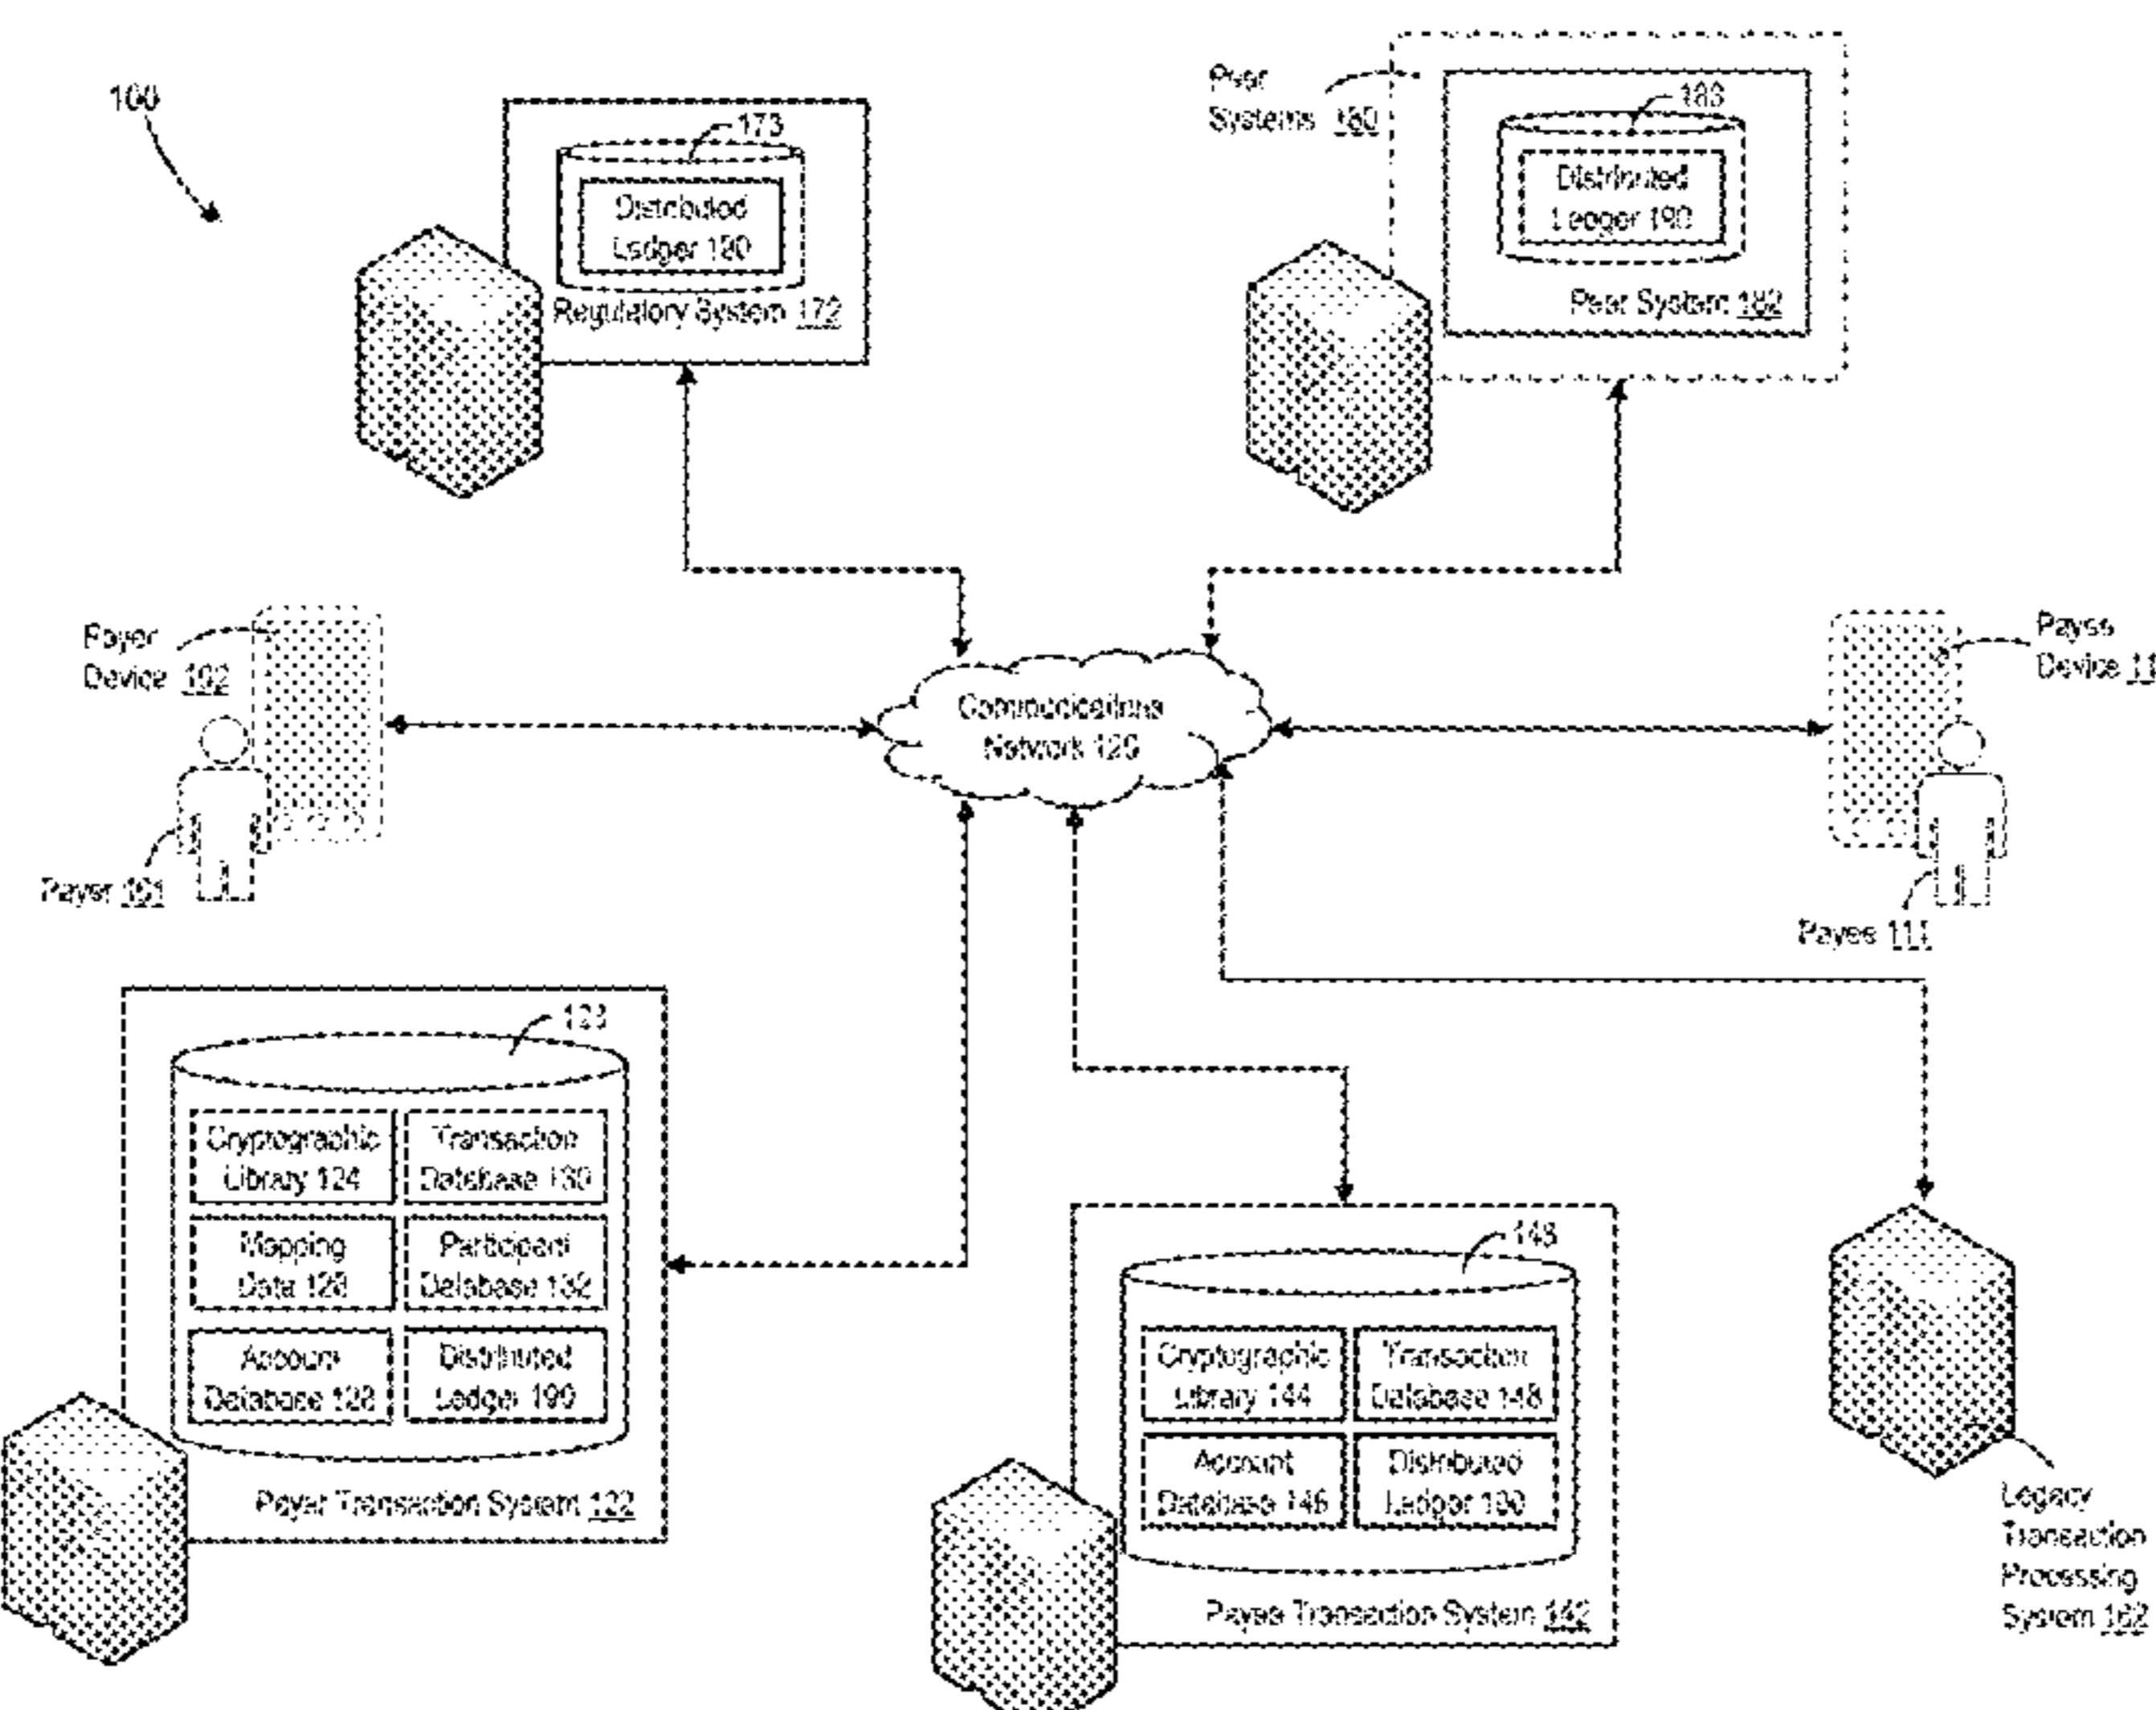 100
173
Distributed
Ledger 190
Regulatory System 172
Peer
Systems 180
183
Distributed
Ledger 190
Peer System 182
Payer
Device 102
Payer 101
Communications
Network 120
Payee
Device 11
Payee 111
123
Cryptographic
Library 124
Transaction
Database 130
Mapping
Data
Participant
Database 132
Account
Database 128
Distributed
Ledger 190
Payer Transaction System 122
143
Cryptographic
Library 144
Transaction
Database 148
Account
Database 146
Distributed
Ledger 190
Payee Transaction System 142
Legacy
Transaction
Processing
System 162